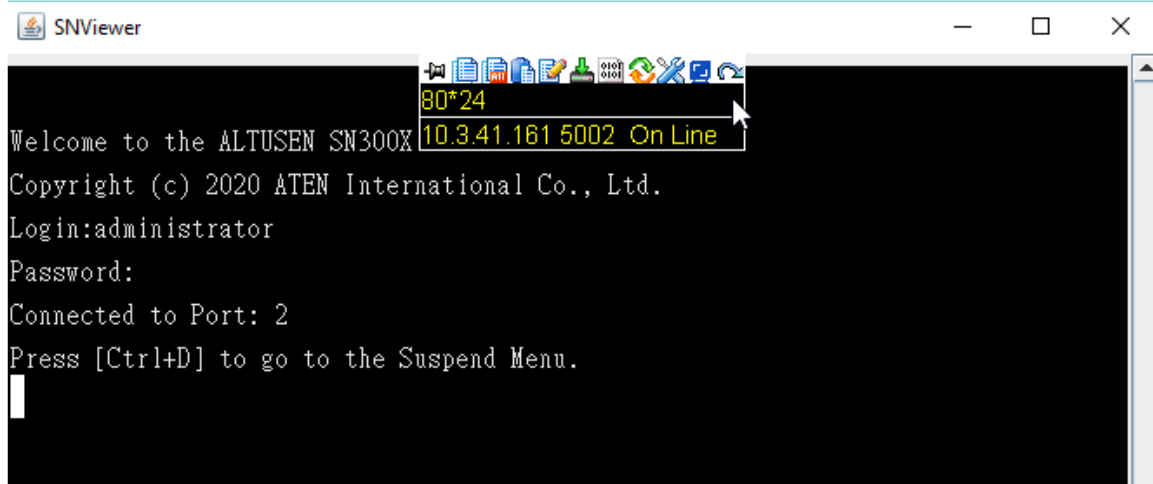 SNViewer
80*24
10.3.41.161 5002 On Line
Welcome to the ALTUSEN SN300X
Copyright (c) 2020 ATEN International Co., Ltd.
Login:administrator
Password:
Connected to Port: 2
Press [Ctrl+D] to go to the Suspend Menu.